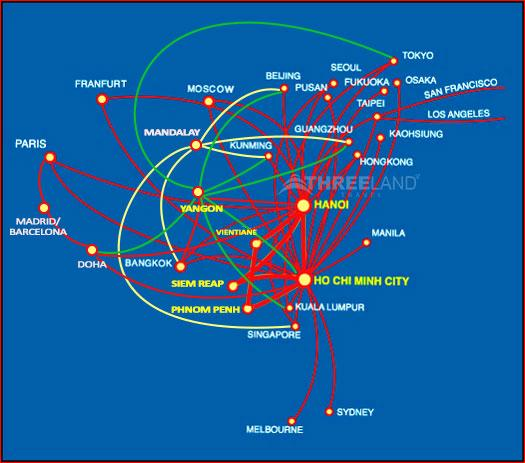 TOKYO
SEOUL
BEIJING
FUKUOKA
OSAKA
FRANFURT
MOSCOW
PUSAN
SAN FRANCISCO
TAIPEI
LOS ANGELES
MANDALAY
GUANGZHOU
KAOHSIUNG
PARIS
KUNMING
HONGKONG
THREELAND
TRAVEL
YANGON
HANOI
MADRID/
BARCELONA
VIENTIANE
MANILA
DOHA
BANGKOK
SIEM REAP
HO CHI MINH CITY
PHNOM PENH
KUALA LUMPUR
SINGAPORE
SYDNEY
MELBOURNE